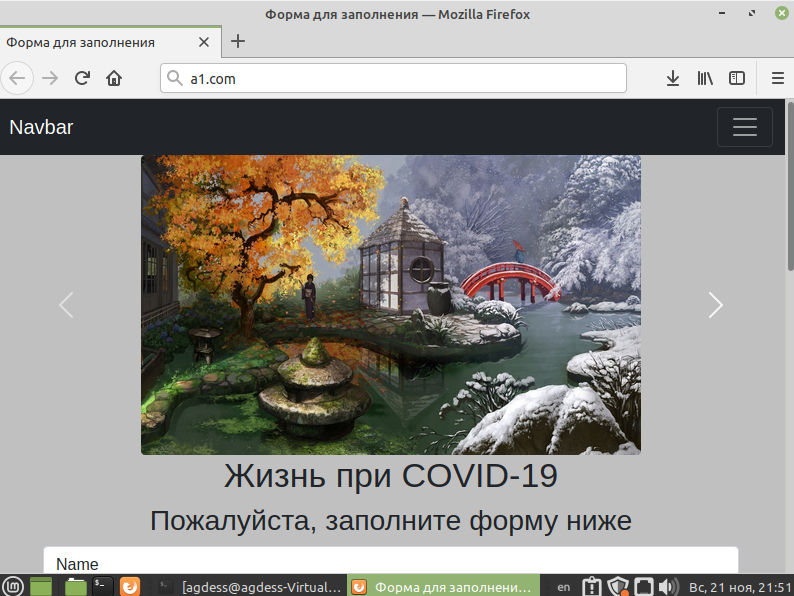 Форма для заполнения — Mozilla Firefox
Форма для заполнения
a1.com
Navbar
Жизнь при COVID-19
Пожалуйста, заполните форму ниже
Name
[agdess@agdess-Virtual...
Форма для заполнени...
en
Вс, 21 ноя, 21:51